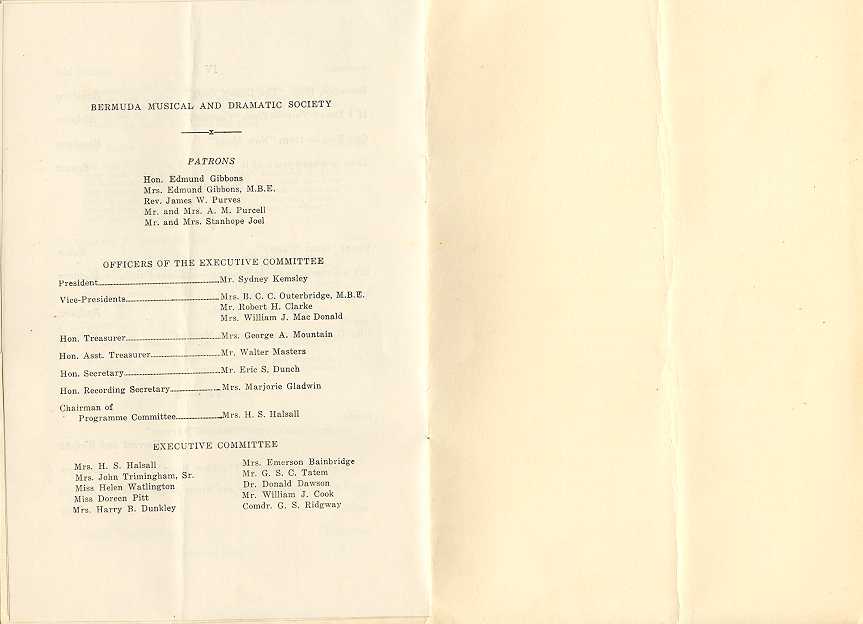 BERMUDA MUSICAL AND DRAMATIC SOCIETY
x
PATRONS
Hon. Edmund Gibbons
Mrs. Edmund Gibbons, M.B.E.
Rev. James W. Purves
Mr. and Mrs. A. M. Purcell
Mr. and Mrs. Stanhope Joel
OFFICERS OF THE EXECUTIVE COMMITTEE
President Mr. Sydney Kemsley
Vice-Presidents Mrs. B. C. C. Outerbridge, M.B.E.
Mr. Robert H. Clarke
Mrs. William J. Mac Donald
Hon. Treasurer Mrs. George A. Mountain
Hon. Asst. Treasurer Mr. Walter Masters
Hon. Secretary Mr. Eric S. Dunch
Hon. Recording Secretary Mrs. Marjorie Gladwin
Chairman of
Programme Committee Mrs. H. S. Halsall
EXECUTIVE COMMITTEE
Mrs. H. S. Halsall
Mrs. John Trimingham, Sr.
Miss Helen Watlington
Miss Doreen Pitt
Mrs. Harry B. Dunkley
Mrs. Emerson Bainbridge
Mr. G. S. C. Tatem
Dr. Donald Dawson
Mr. William J. Cook
Comdr. G. S. Ridgway